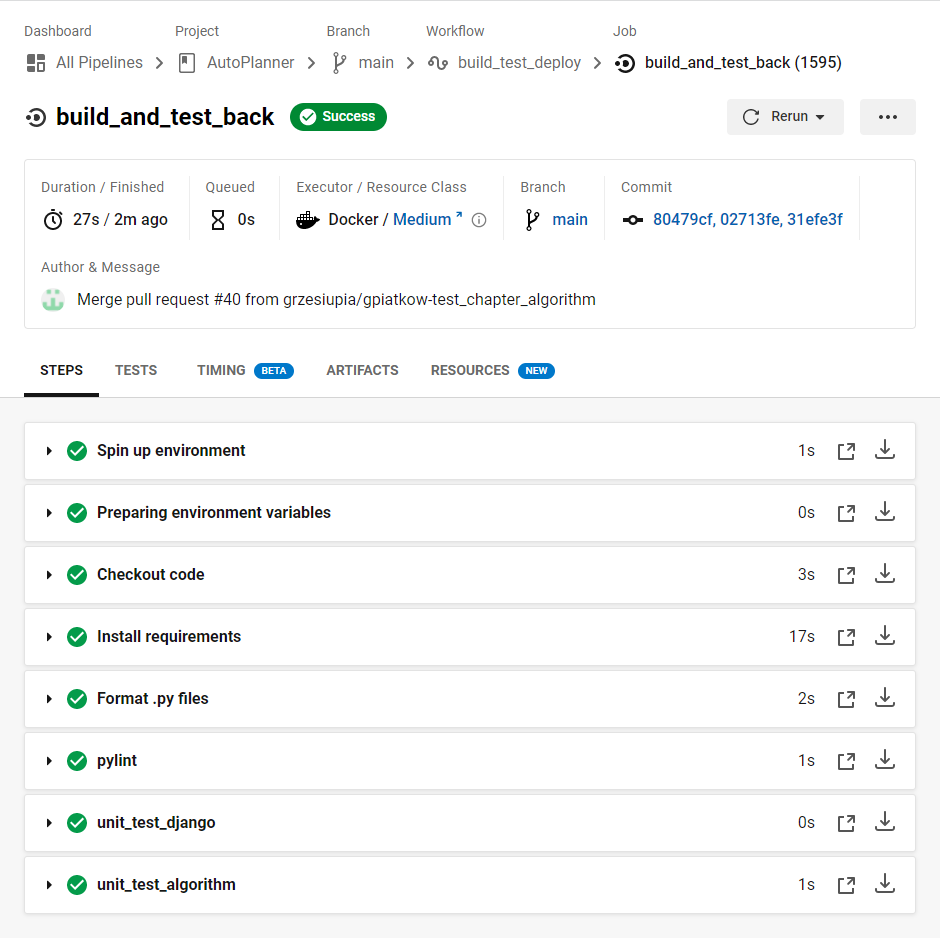 Dashboard Project Branch Workflow Job
All Pipelines AutoPlanner main build_test_deploy build_and_test_back (1595)
build_and_test_back Success Rerun
Duration / Finished Queued Executor / Resource Class Branch Commit
27s / 2m ago 0s Docker / Medium main 80479cf, 02713fe, 31efe3f
Author & Message
Merge pull request #40 from grzesiupia/gpiatkow-test_chapter_algorithm
STEPS TESTS TIMING BETA ARTIFACTS RESOURCES NEW
Spin up environment 1s
Preparing environment variables 0s
Checkout code 3s
Install requirements 17s
Format .py files 2s
pylint 1s
unit_test_django 0s
unit_test_algorithm 1s